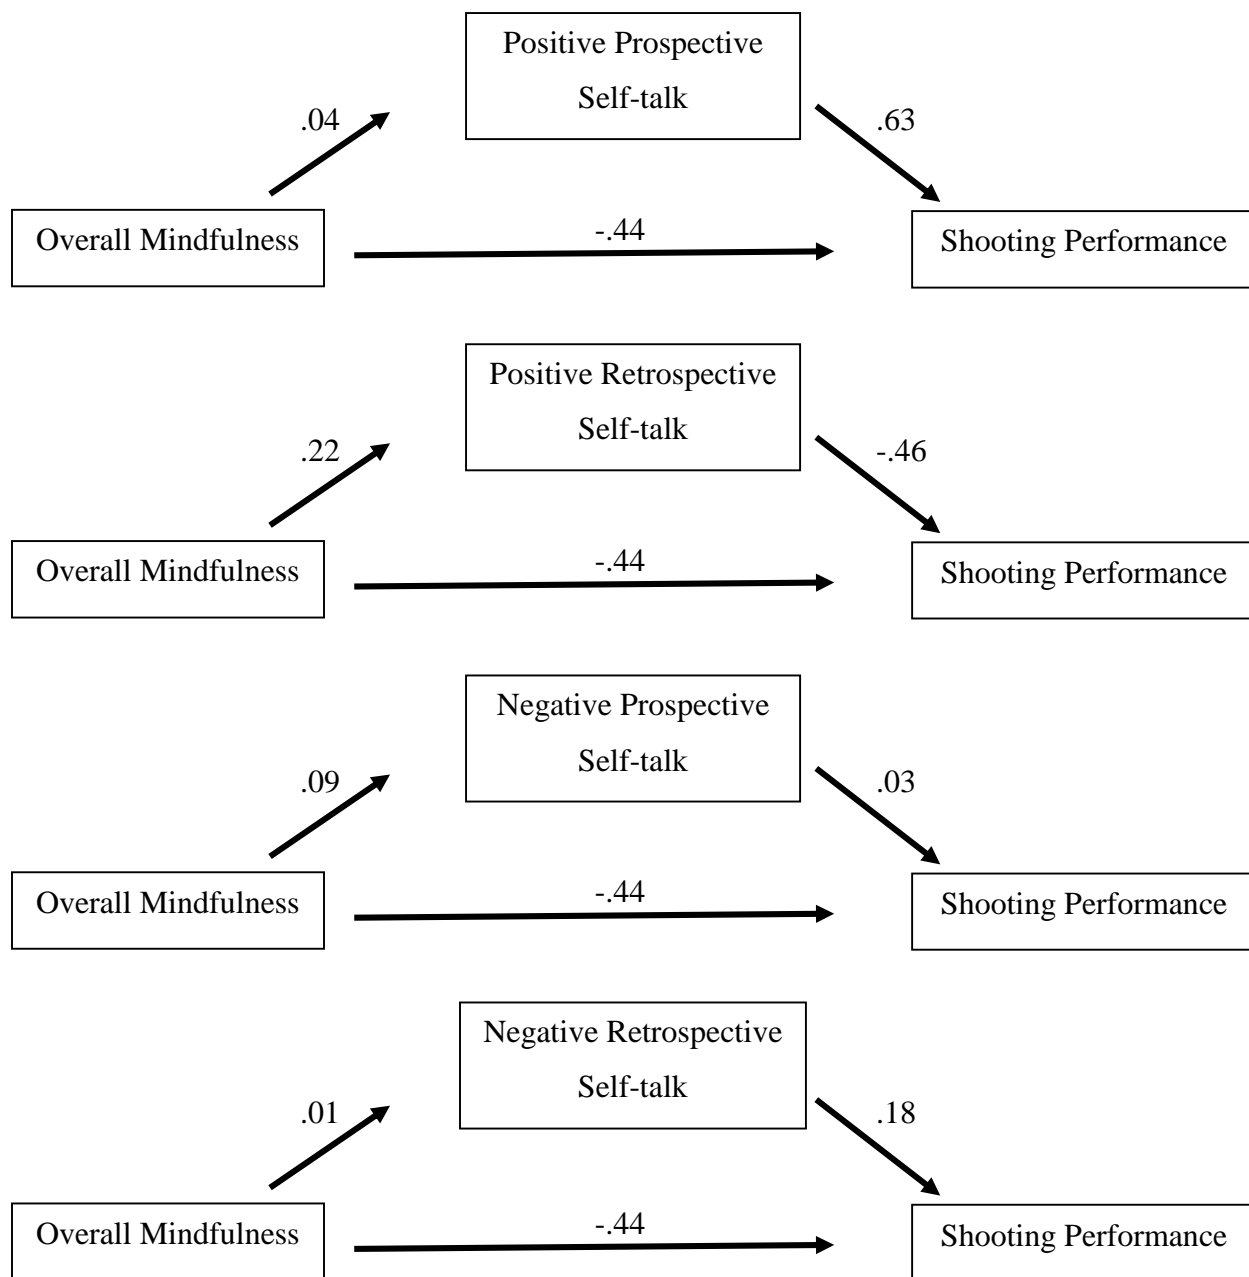 Positive Prospective
Self-talk
.04
.63
Overall Mindfulness
-.44
Shooting Performance
Positive Retrospective
Self-talk
.22
-.46
Overall Mindfulness
-.44
Shooting Performance
Negative Prospective
Self-talk
.09
.03
Overall Mindfulness
-.44
Shooting Performance
Negative Retrospective
Self-talk
.01
.18
Overall Mindfulness
-.44
Shooting Performance